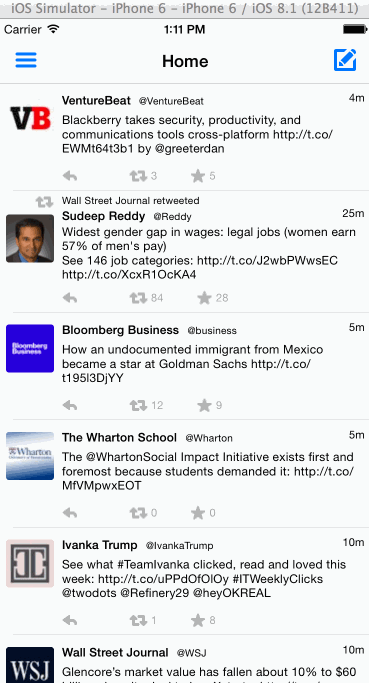 iOS Simulator - iPhone 6 - iPhone 6 / iOS 8.1 (12B411)
Carrier 1:11 PM
Home
VentureBeat @VentureBeat 4m
VB
Blackberry takes security, productivity, and
communications tools cross-platform http://t.co/
EWMt64t3b1 by @greeterdan
3 5
Wall Street Journal retweeted
Sudeep Reddy @Reddy 25m
Widest gender gap in wages: legal jobs (women earn
57% of men's pay)
See 146 job categories: http://t.co/J2wbPWwsEC
http://t.co/XcxR1OcKA4
84 28
Bloomberg Business @business 5m
Bloomberg
Business
How an undocumented immigrant from Mexico
became a star at Goldman Sachs http://t.co/
t195l3DjYY
12 9
The Wharton School @Wharton 5m
Wharton
The @WhartonSocial Impact Initiative exists first and
foremost because students demanded it: http://t.co/
MfVMpwxEOT
0 0
Ivanka Trump @IvankaTrump 10m
See what #TeamIvanka clicked, read and loved this
week: http://t.co/uPPdOfOlOy #ITWeeklyClicks
@twodots @Refinery29 @heyOKREAL
1 8
Wall Street Journal @WSJ 10m
WSJ
Glencore's market value has fallen about 10% to $60